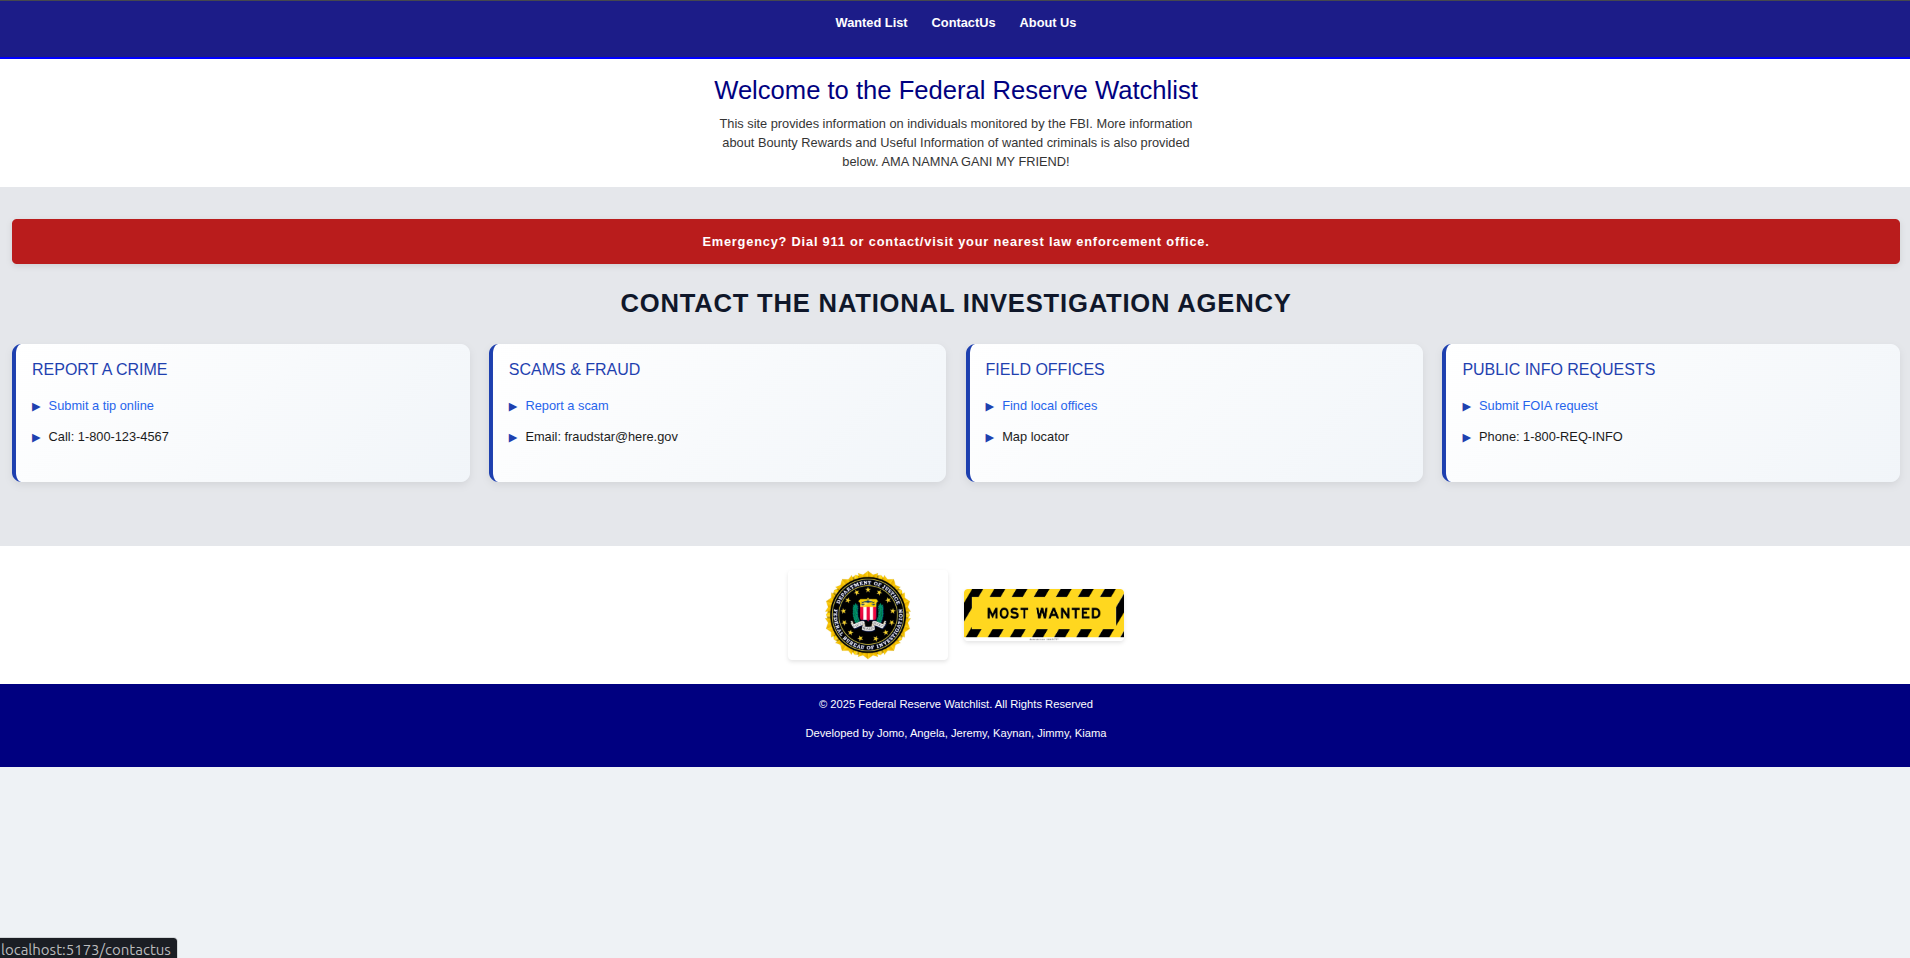 Wanted List ContactUs About Us
Welcome to the Federal Reserve Watchlist
This site provides information on individuals monitored by the FBI. More information
about Bounty Rewards and Useful Information of wanted criminals is also provided
below. AMA NAMNA GANI MY FRIEND!
Emergency? Dial 911 or contact/visit your nearest law enforcement office.
CONTACT THE NATIONAL INVESTIGATION AGENCY
REPORT A CRIME
▶ Submit a tip online
▶ Call: 1-800-123-4567
SCAMS & FRAUD
▶ Report a scam
▶ Email: fraudstar@here.gov
FIELD OFFICES
▶ Find local offices
▶ Map locator
PUBLIC INFO REQUESTS
▶ Submit FOIA request
▶ Phone: 1-800-REQ-INFO
DEPARTMENT OF JUSTICE
FEDERAL BUREAU OF INVESTIGATION
MOST WANTED
© 2025 Federal Reserve Watchlist. All Rights Reserved
Developed by Jomo, Angela, Jeremy, Kaynan, Jimmy, Kiama
localhost:5173/contactus